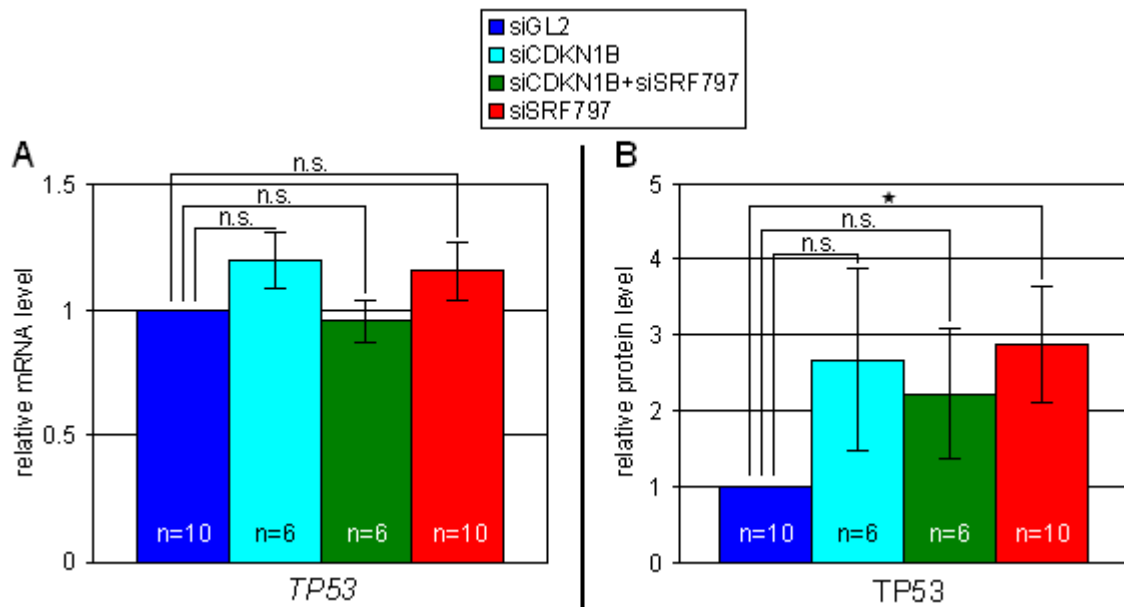 siGL2
siCDKN1B
siCDKN1B+siSRF797
siSRF797
A
n.s.
n.s.
n.s.
1.5
1
0.5
0
relative mRNA level
n=10
n=6
n=6
n=10
TP53
B
★
n.s.
n.s.
5
4
3
2
1
0
relative protein level
n=10
n=6
n=6
n=10
TP53